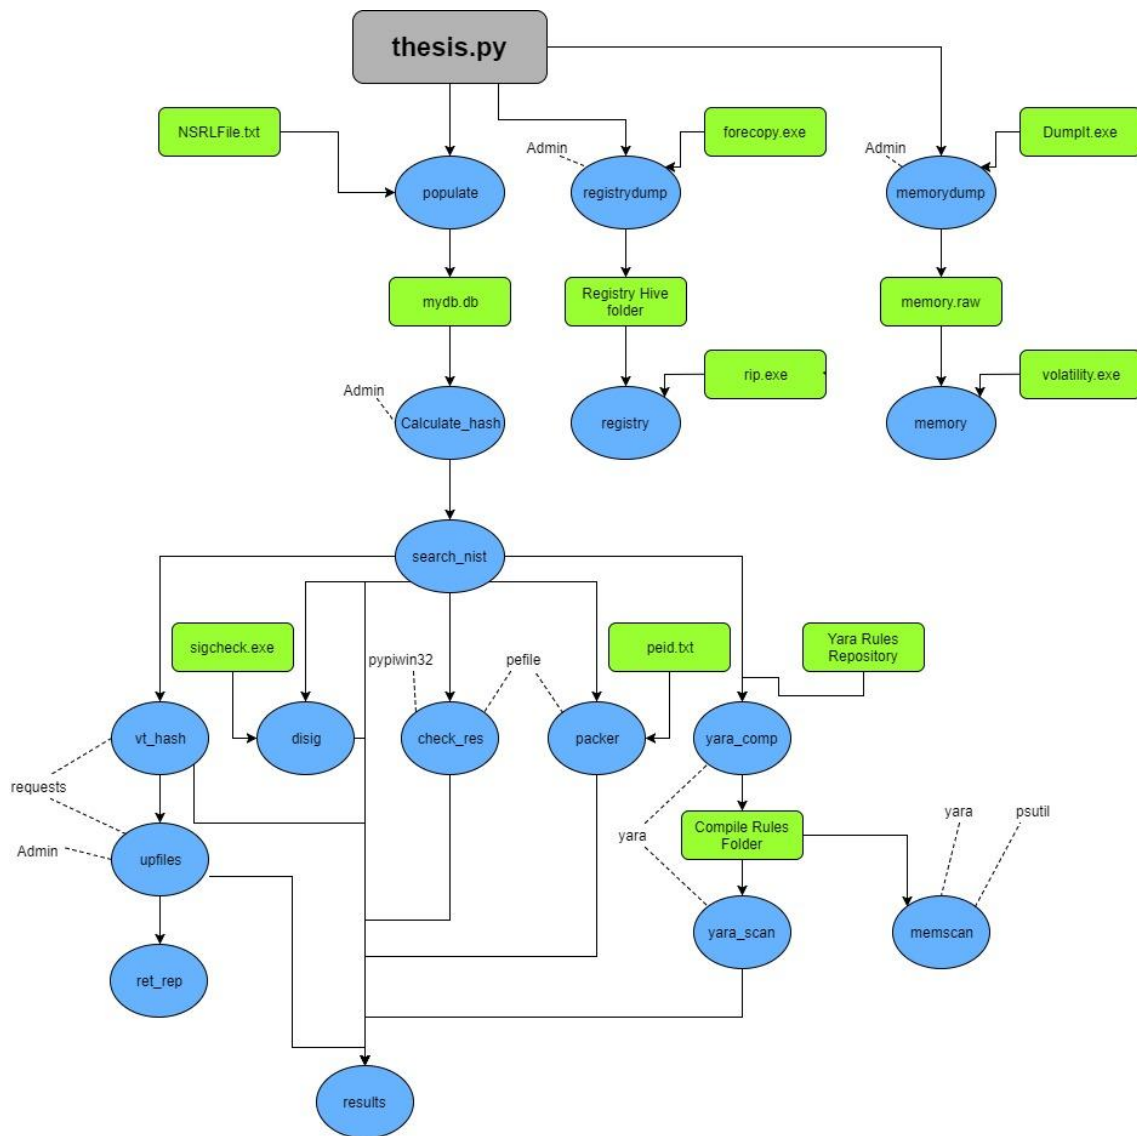 thesis.py
NSRLFile.txt
forecopy.exe
DumpIt.exe
Admin
Admin
populate
registrydump
memorydump
mydb.db
Registry Hive
folder
memory.raw
rip.exe
volatility.exe
Admin
Calculate_hash
registry
memory
search_nist
sigcheck.exe
peid.txt
Yara Rules
Repository
pypiwin32
pefile
vt_hash
disig
check_res
packer
yara_comp
requests
yara
Compile Rules
Folder
yara
psutil
Admin
upfiles
yara_scan
memscan
ret_rep
results